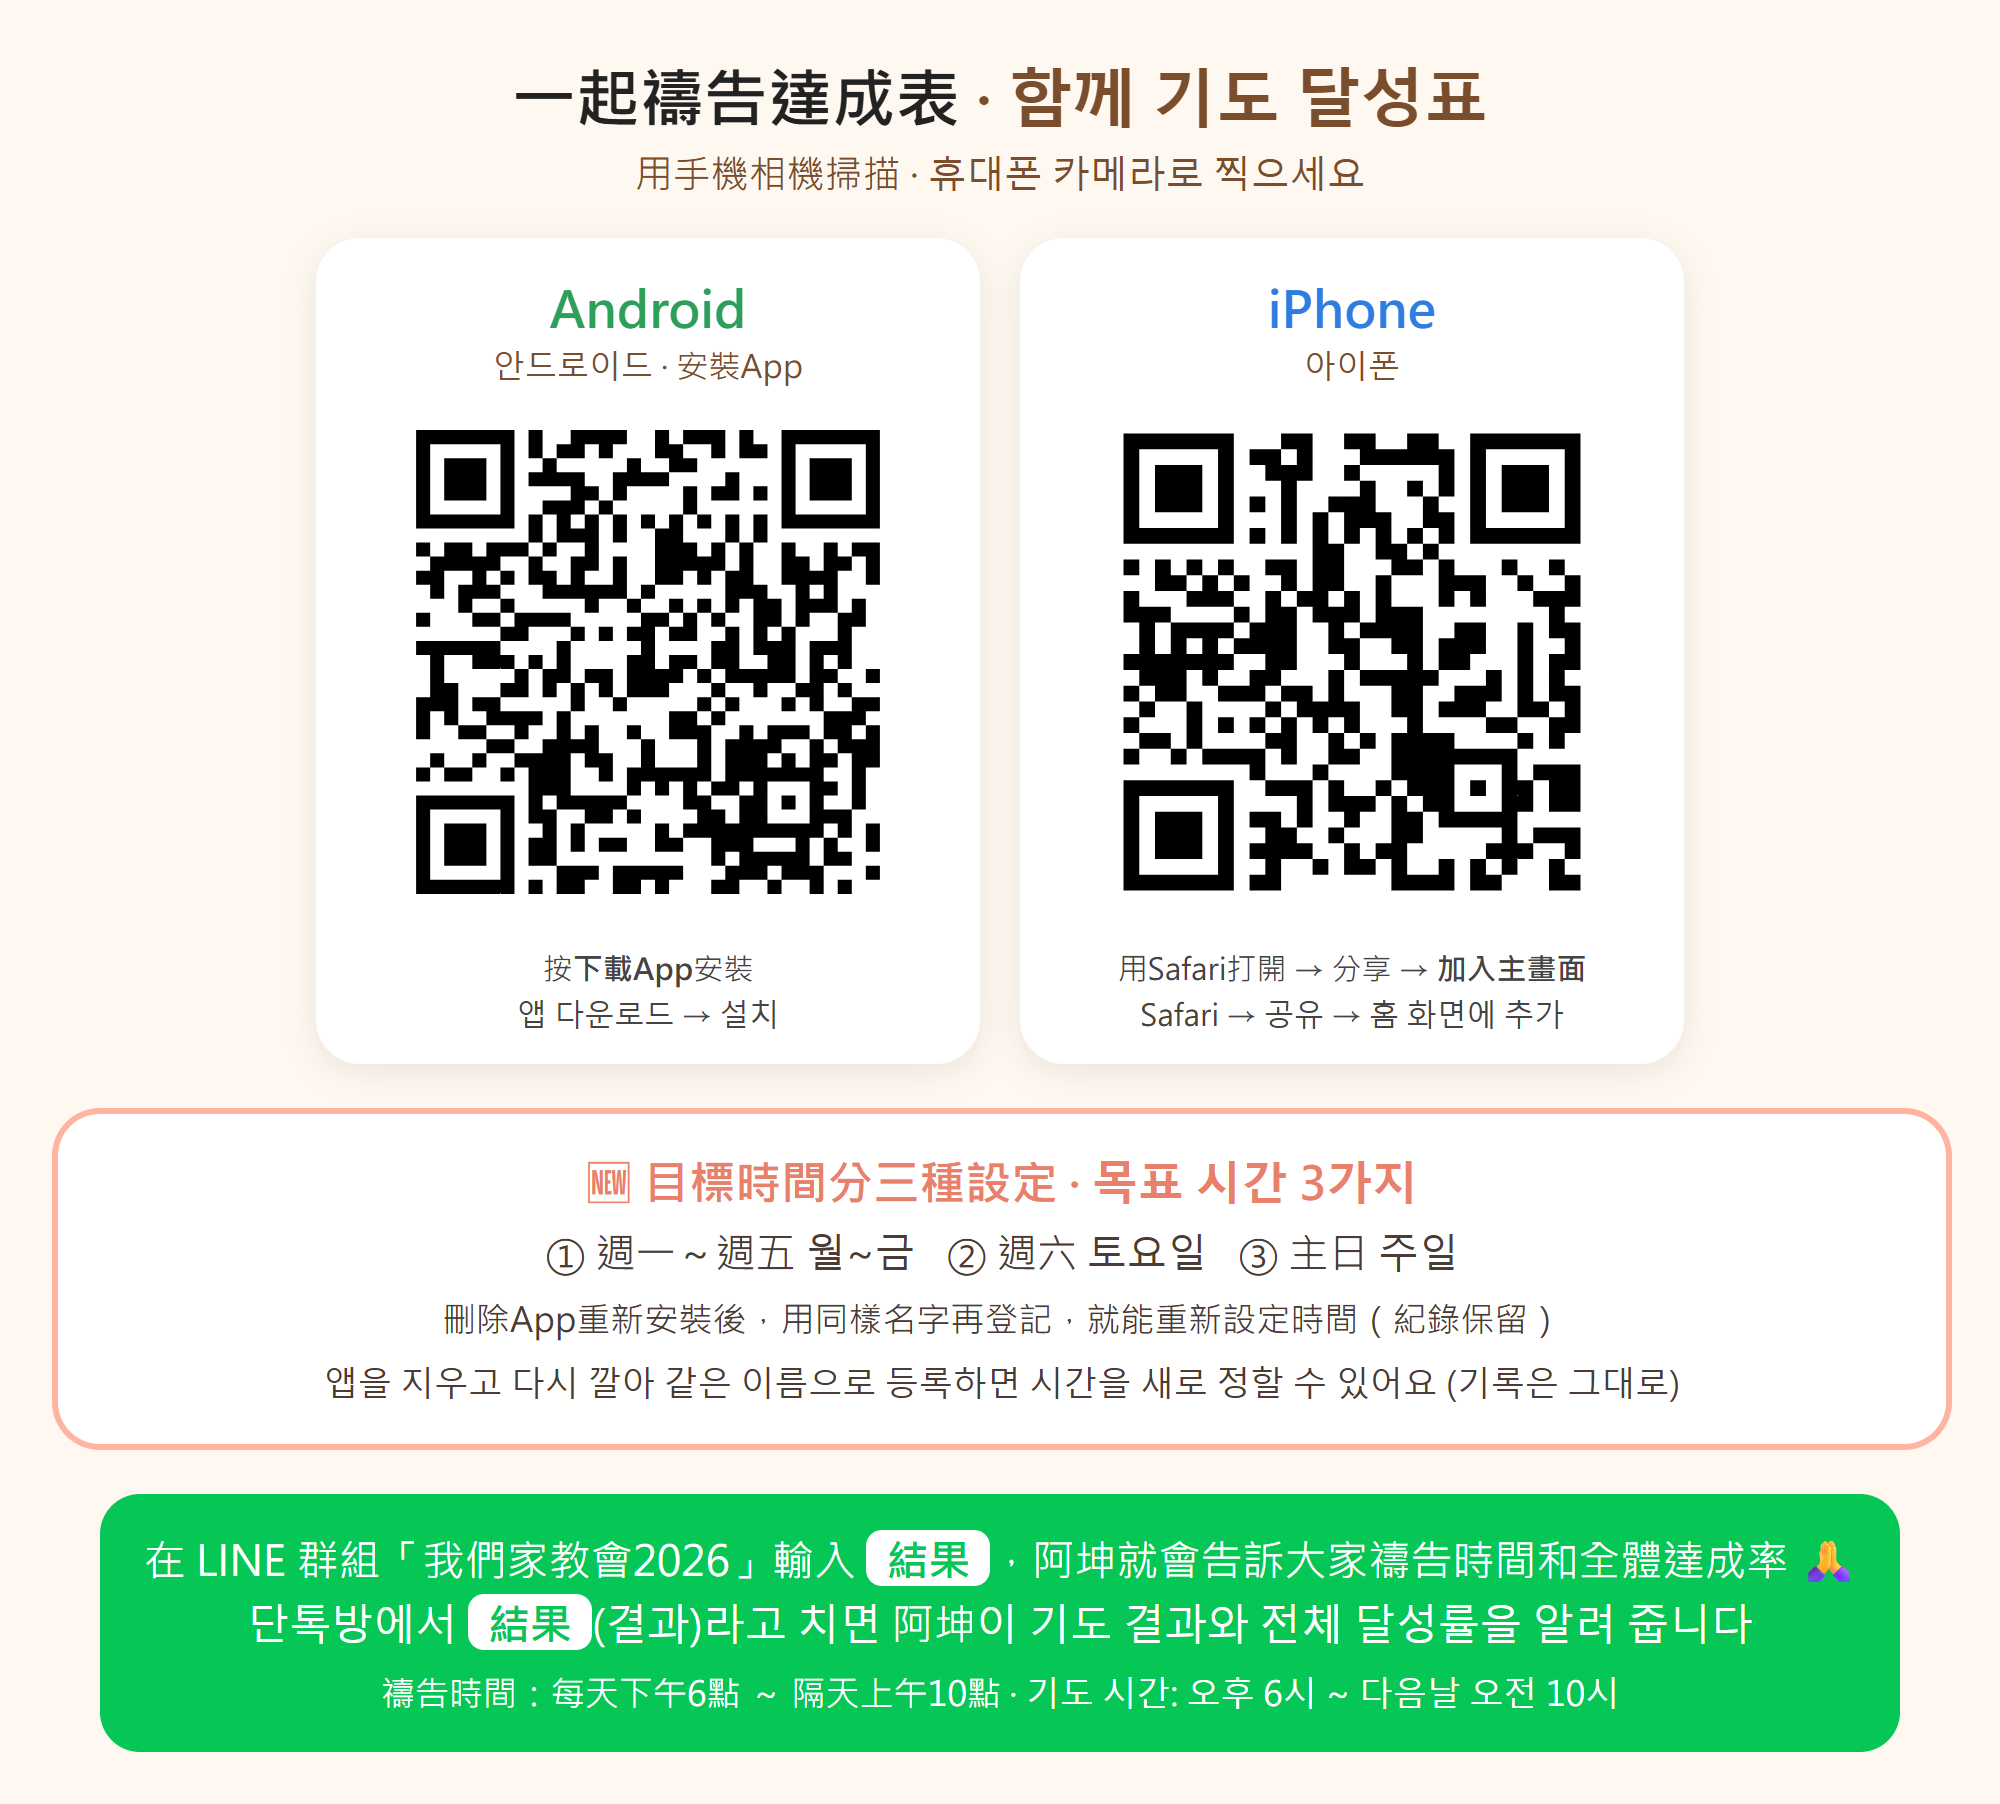 一起禱告達成表 · 함께 기도 달성표
用手機相機掃描 · 휴대폰 카메라로 찍으세요
Android
안드로이드 · 安裝App
按下載App安裝
앱 다운로드 → 설치
iPhone
아이폰
用Safari打開 → 分享 → 加入主畫面
Safari → 공유 → 홈 화면에 추가
🆕 目標時間分三種設定 · 목표 시간 3가지
① 週一 ~ 週五 월~금 ② 週六 토요일 ③ 主日 주일
刪除App重新安裝後，用同樣名字再登記，就能重新設定時間（紀錄保留）
앱을 지우고 다시 깔아 같은 이름으로 등록하면 시간을 새로 정할 수 있어요 (기록은 그대로)
在 LINE 群組「我們家教會2026」輸入 結果，阿坤就會告訴大家禱告時間和全體達成率 🙏
단톡방에서 結果(결과)라고 치면 阿坤이 기도 결과와 전체 달성률을 알려 줍니다
禱告時間：每天下午6點 ~ 隔天上午10點 · 기도 시간: 오후 6시 ~ 다음날 오전 10시